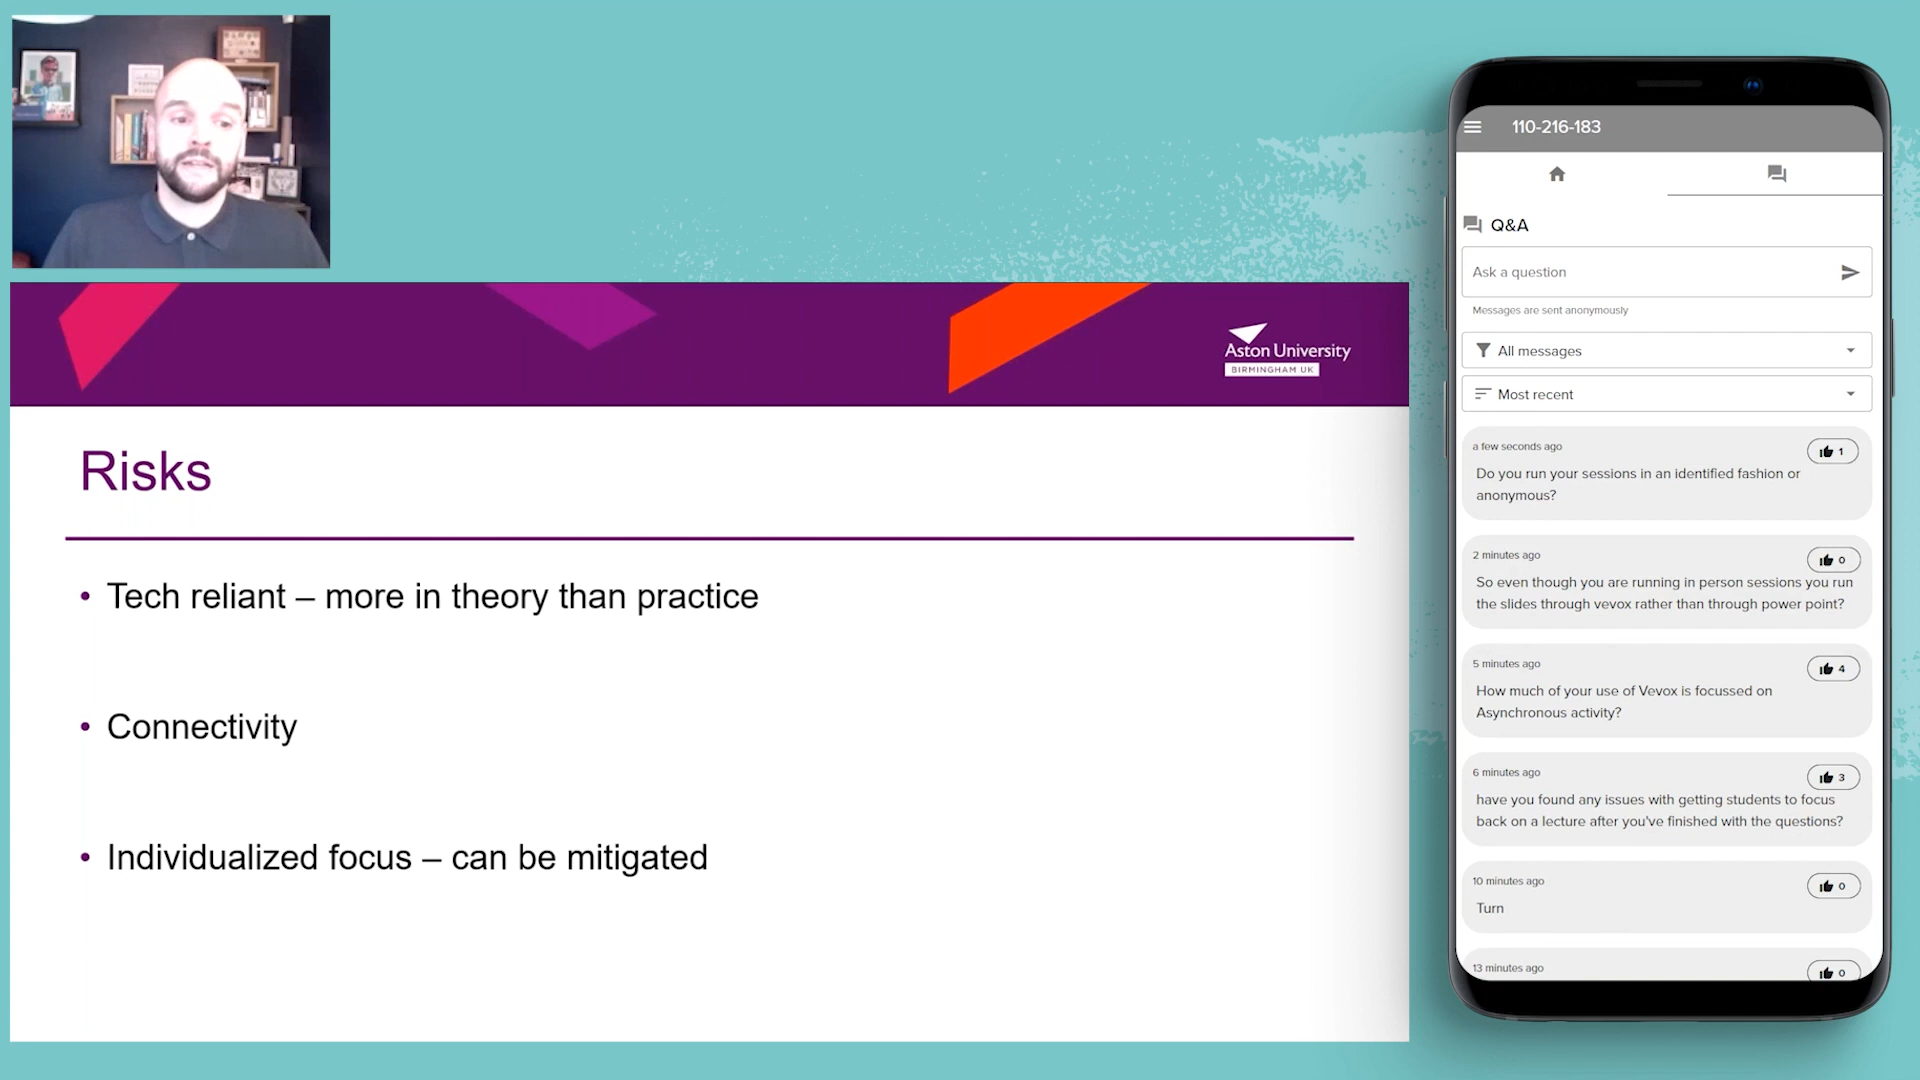 Aston University
BIRMINGHAM UK
Risks
• Tech reliant – more in theory than practice
• Connectivity
• Individualized focus – can be mitigated
110-216-183
Q&A
Ask a question
Messages are sent anonymously
All messages
Most recent
a few seconds ago
1
Do you run your sessions in an identified fashion or
anonymous?
2 minutes ago
0
So even though you are running in person sessions you run
the slides through vevox rather than through power point?
5 minutes ago
4
How much of your use of Vevox is focussed on
Asynchronous activity?
6 minutes ago
3
have you found any issues with getting students to focus
back on a lecture after you've finished with the questions?
10 minutes ago
0
Turn
13 minutes ago
0